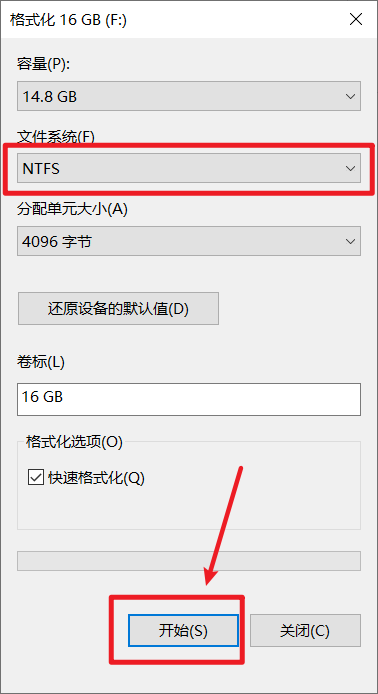 格式化 16 GB (F:)
容量(P):
14.8 GB
文件系统(F)
NTFS
分配单元大小(A)
4096 字节
还原设备的默认值(D)
卷标(L)
16 GB
格式化选项(O)
快速格式化(Q)
开始(S)
关闭(C)